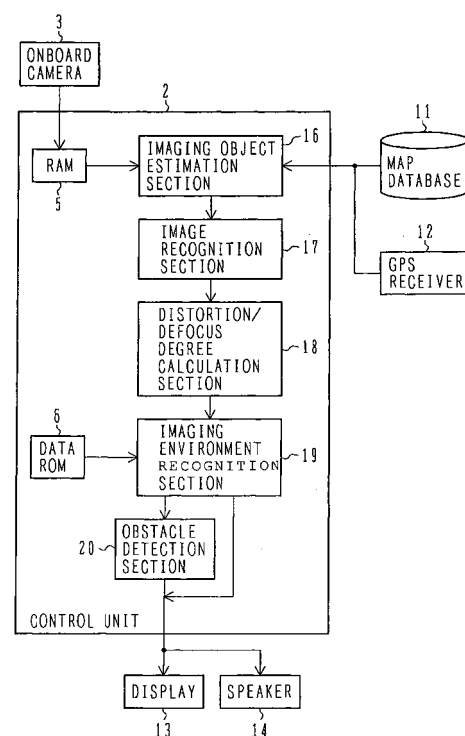 3
ONBOARD
CAMERA
2
16
11
IMAGING OBJECT
ESTIMATION
SECTION
RAM
5
MAP
DATABASE
12
GPS
RECEIVER
IMAGE
RECOGNITION
SECTION
17
DISTORTION/
DEFOCUS
DEGREE
CALCULATION
SECTION
18
6
DATA
ROM
IMAGING
ENVIRONMENT
RECOGNITION
SECTION
19
20
OBSTACLE
DETECTION
SECTION
CONTROL UNIT
DISPLAY
SPEAKER
13
14